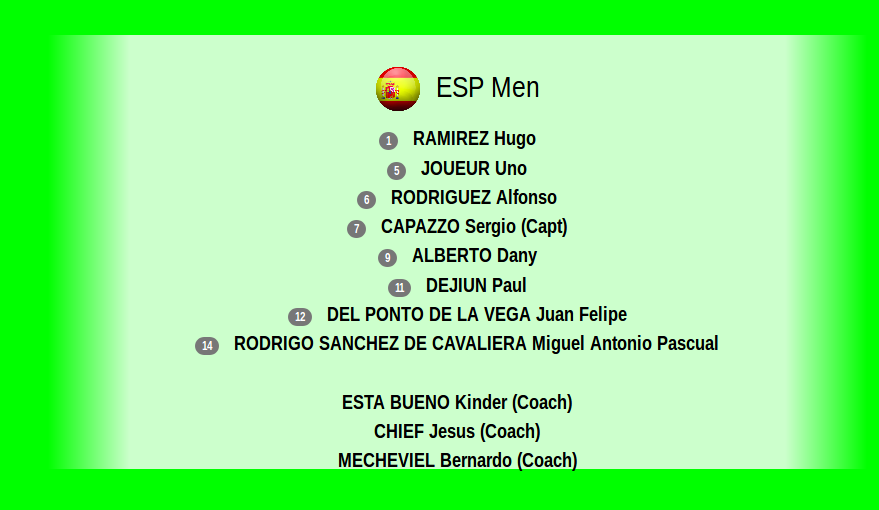 ESP Men
1 RAMIREZ Hugo
5 JOUEUR Uno
6 RODRIGUEZ Alfonso
7 CAPAZZO Sergio (Capt)
9 ALBERTO Dany
11 DEJIUN Paul
12 DEL PONTO DE LA VEGA Juan Felipe
14 RODRIGO SANCHEZ DE CAVALIERA Miguel Antonio Pascual
ESTA BUENO Kinder (Coach)
CHIEF Jesus (Coach)
MECHEVIEL Bernardo (Coach)